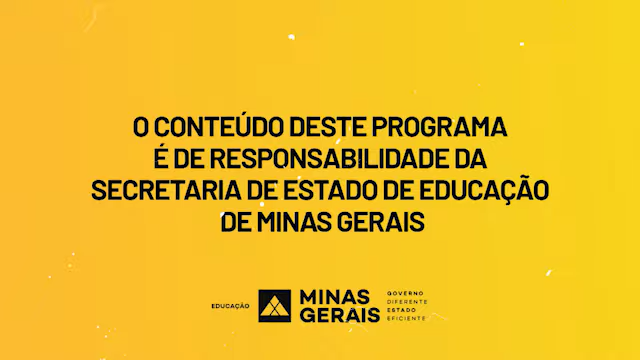 O CONTEÚDO DESTE PROGRAMA
É DE RESPONSABILIDADE DA
SECRETARIA DE ESTADO DE EDUCAÇÃO
DE MINAS GERAIS
EDUCAÇÃO
MINAS
GERAIS
GOVERNO
DIFERENTE
ESTADO
EFICIENTE